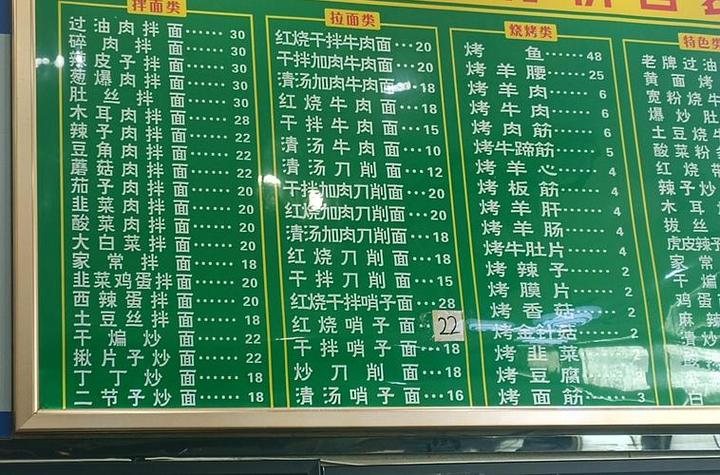 拌面类
过油肉拌面······30
碎肉拌面······30
辣皮子拌面······30
葱爆肉拌面······30
肚丝拌面······30
木耳肉拌面······28
辣子肉拌面······22
豆角肉拌面······22
蘑菇肉拌面······22
茄子肉拌面······20
韭菜肉拌面······20
酸菜肉拌面······20
大白菜拌面······20
家常拌面······18
韭菜鸡蛋拌面······20
西辣蛋拌面······20
土豆丝拌面······18
干煸炒面······22
揪片子炒面······22
丁丁炒面······18
二节子炒面······18
拉面类
红烧干拌牛肉面···20
干拌加肉牛肉面···20
清汤加肉牛肉面···18
红烧牛肉面···18
干拌牛肉面···15
清汤牛肉面···10
清汤刀削面···12
干拌加肉刀削面···20
红烧加肉刀削面···20
清汤加肉刀削面···18
红烧刀削面···18
干拌刀削面···15
红烧干拌哨子面···28
红烧哨子面 22
干拌哨子面···18
炒刀削面···18
清汤哨子面···16
烧烤类
烤鱼······48
烤羊腰······25
烤羊肉······6
烤牛肉······6
烤肉筋······6
烤牛蹄筋······5
烤羊心······4
烤板筋······4
烤羊肝······4
烤羊肠······4
烤牛肚片······4
烤辣子······2
烤膜片······2
烤香菇······2
烤金针菇······2
烤韭菜······2
烤豆腐······2
烤面筋······3
特色
老牌过油
黄面烤
宽粉烧牛
爆炒肚
土豆烧牛
酸菜粉
红烧带
辣子炒
木耳
拔丝
虎皮辣子
家常
干煸
鸡蛋
麻辣
清炒